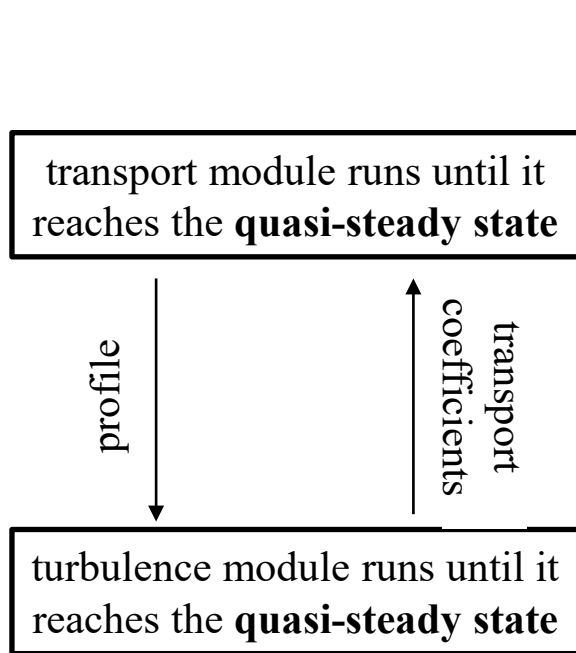 transport module runs until it
reaches the quasi-steady state
profile
transport
coefficients
turbulence module runs until it
reaches the quasi-steady state